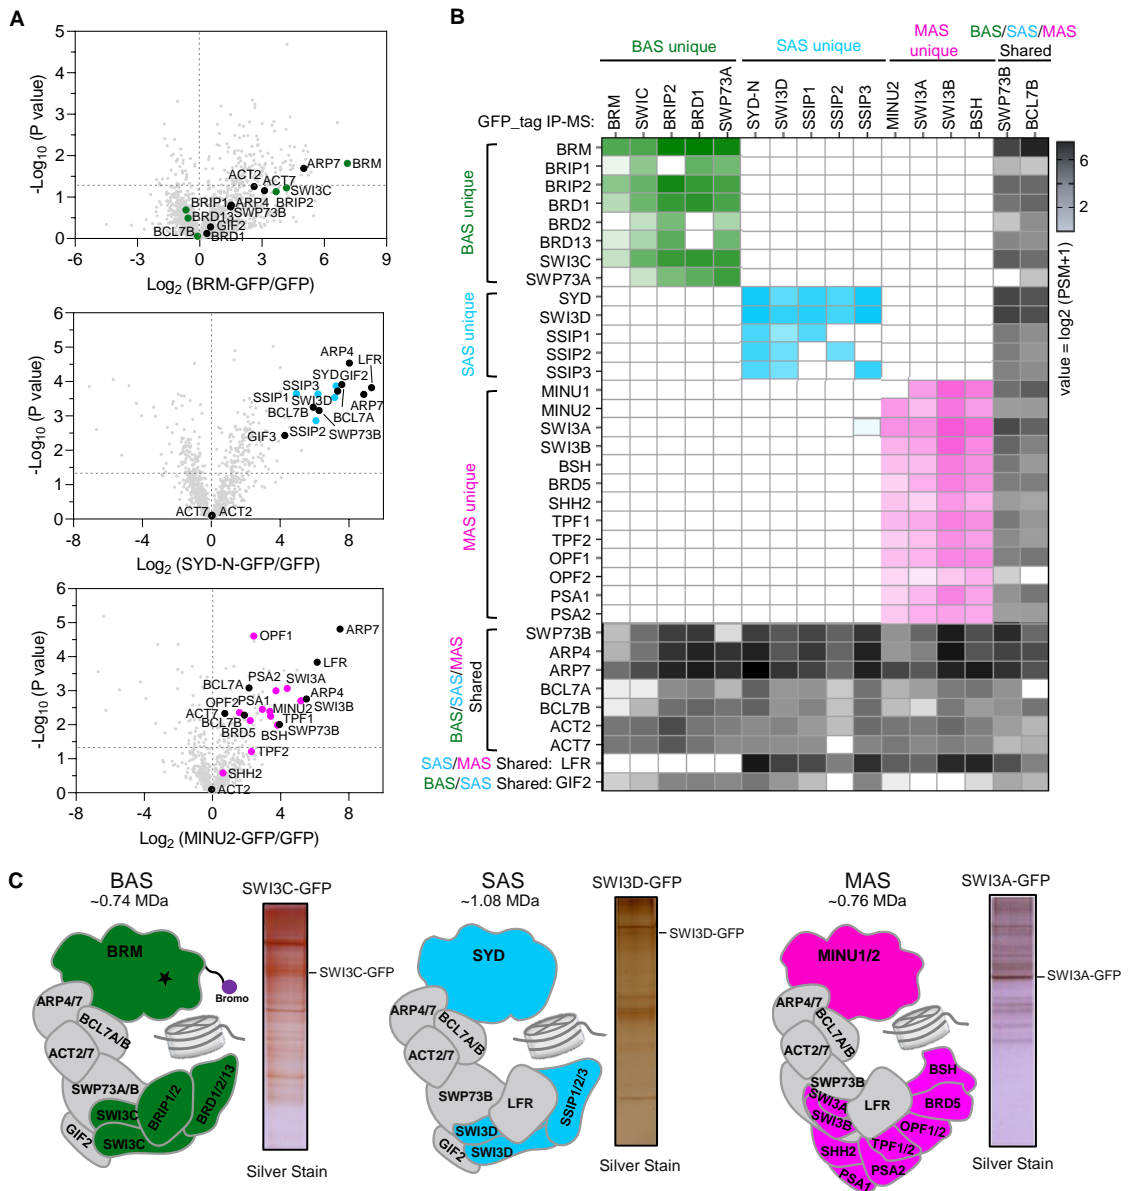 A
5
4
3
2
1
0
-Log10 (P value)
ARP7
BRM
ACT2
ACT7
SWI3C
BRIP1
ARP4
BRIP2
BRD13
SWP73B
BCL7B
GIF2
BRD1
-6
-3
0
3
6
9
Log2 (BRM-GFP/GFP)
6
5
4
3
2
1
0
-Log10 (P value)
ARP4
LFR
SYD
GIF2
SSIP3
SSIP1
SWI3D
ARP7
BCL7B
BCL7A
SSIP2
SWP73B
GIF3
ACT7
ACT2
-8
-4
0
4
8
Log2 (SYD-N-GFP/GFP)
6
5
4
3
2
1
0
-Log10 (P value)
OPF1
ARP7
LFR
PSA2
SWI3A
BCL7A
ARP4
OPF2
PSA1
SWI3B
ACT7
MINU2
BCL7B
TPF1
BRD5
BSH
SWP73B
TPF2
SHH2
ACT2
-8
-4
0
4
8
Log2 (MINU2-GFP/GFP)
B
BAS unique
SAS unique
MAS unique
BAS/SAS/MAS Shared
GFP_tag IP-MS:
BRM
SWIC
BRIP2
BRD1
SWP73A
SYD-N
SWI3D
SSIP1
SSIP2
SSIP3
MINU2
SWI3A
SWI3B
BSH
SWP73B
BCL7B
BAS unique
BRM
BRIP1
BRIP2
BRD1
BRD2
BRD13
SWI3C
SWP73A
SAS unique
SYD
SWI3D
SSIP1
SSIP2
SSIP3
MAS unique
MINU1
MINU2
SWI3A
SWI3B
BSH
BRD5
SHH2
TPF1
TPF2
OPF1
OPF2
PSA1
PSA2
BAS/SAS/MAS
Shared
SWP73B
ARP4
ARP7
BCL7A
BCL7B
ACT2
ACT7
SAS/MAS Shared: LFR
BAS/SAS Shared: GIF2
6
4
2
value = log2 (PSM+1)
C
BAS
~0.74 MDa
BRM
Bromo
ARP4/7
BCL7A/B
ACT2/7
SWP73A/B
SWI3C
SWI3C
BRIP1/2
BRD1/2/13
GIF2
SWI3C-GFP
SWI3C-GFP
Silver Stain
SAS
~1.08 MDa
SYD
ARP4/7
BCL7A/B
ACT2/7
SWP73B
LFR
SSIP1/2/3
SWI3D
SWI3D
GIF2
SWI3D-GFP
SWI3D-GFP
Silver Stain
MAS
~0.76 MDa
MINU1/2
ARP4/7
BCL7A/B
ACT2/7
SWP73B
SWI3A
SWI3B
LFR
BSH
BRD5
OPF1/2
TPF1/2
SHH2
PSA2
PSA1
SWI3A-GFP
SWI3A-GFP
Silver Stain